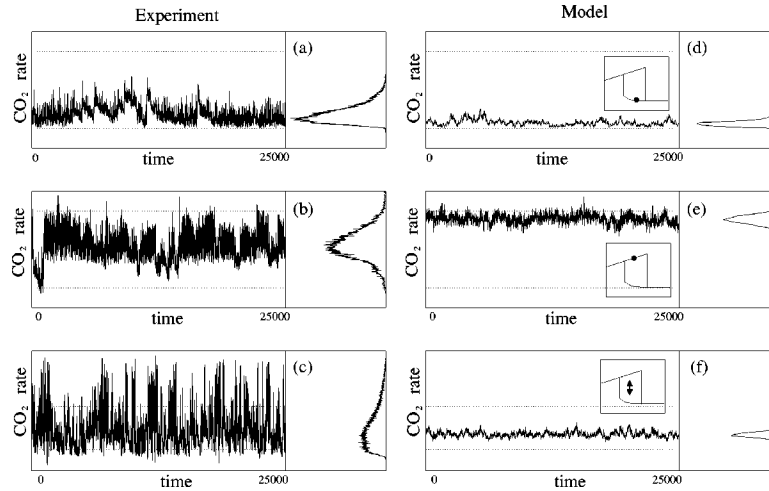 Experiment
Model
CO2 rate
(a)
0
time
25000
CO2 rate
(d)
0
time
25000
CO2 rate
(b)
0
time
25000
CO2 rate
(e)
0
time
25000
CO2 rate
(c)
0
time
25000
CO2 rate
(f)
0
time
25000